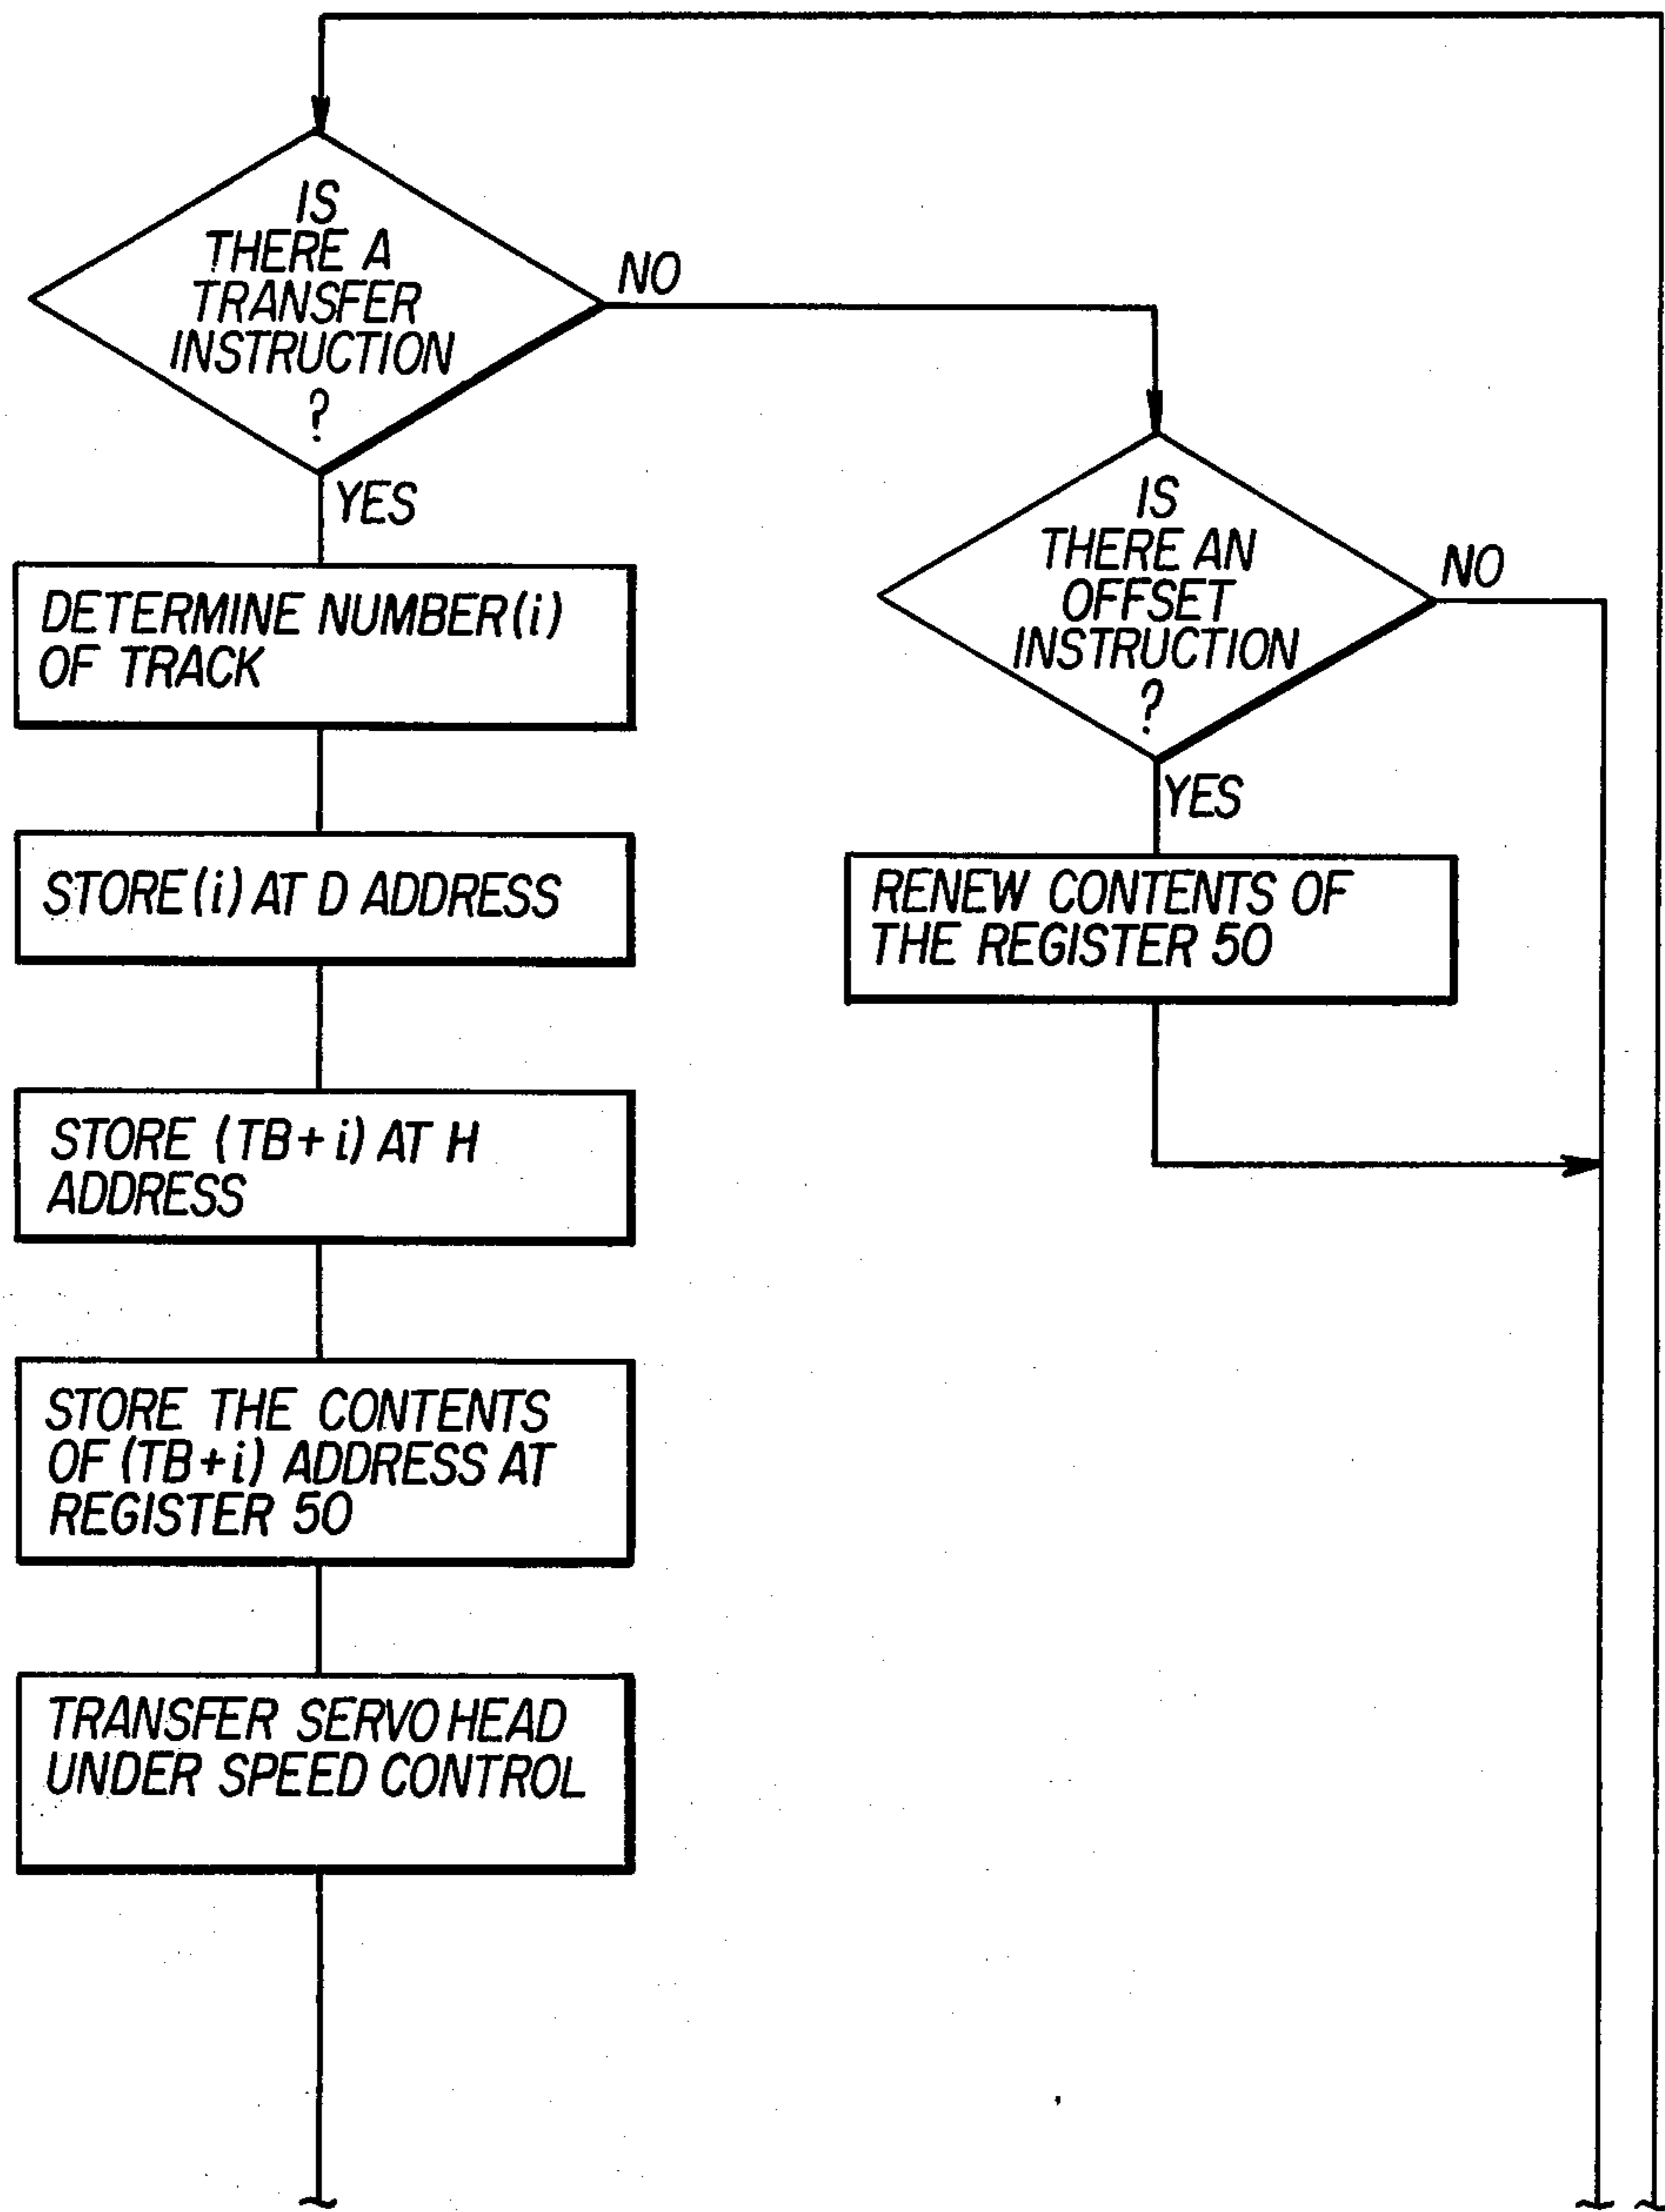 IS
THERE A
TRANSFER
INSTRUCTION
?
NO
YES
DETERMINE NUMBER(i)
OF TRACK
STORE(i) AT D ADDRESS
STORE (TB+i) AT H
ADDRESS
STORE THE CONTENTS
OF (TB+i) ADDRESS AT
REGISTER 50
TRANSFER SERVO HEAD
UNDER SPEED CONTROL
IS
THERE AN
OFFSET
INSTRUCTION
?
NO
YES
RENEW CONTENTS OF
THE REGISTER 50